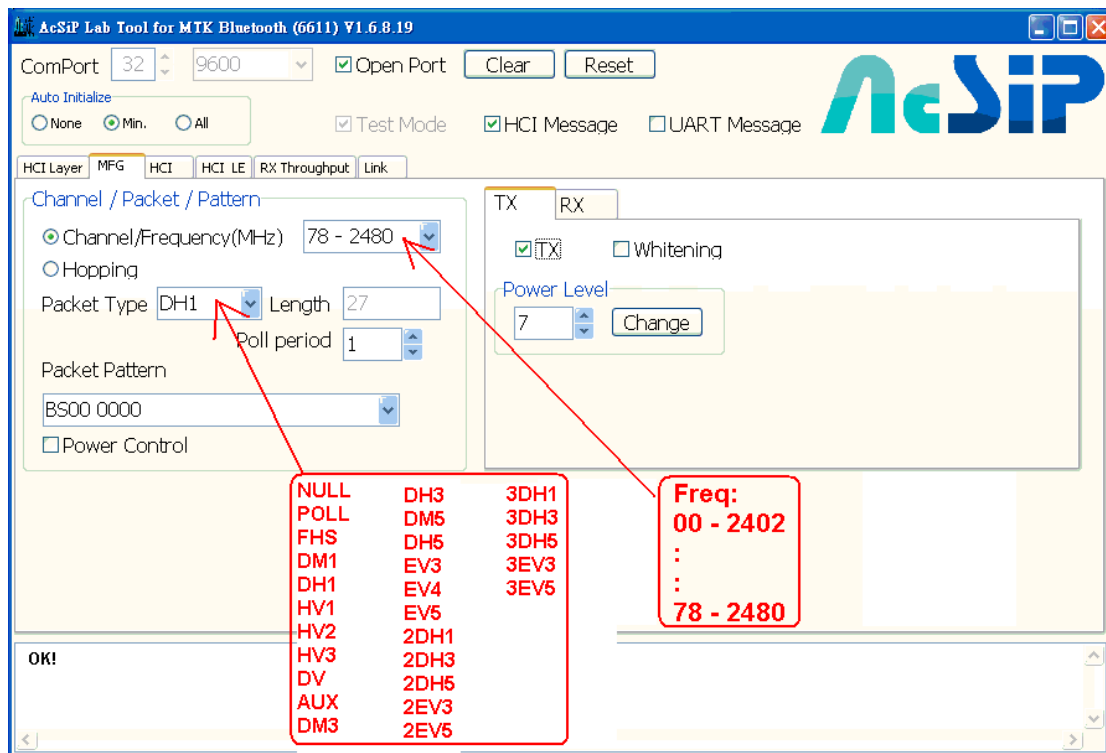 AcSiP Lab Tool for MTK Bluetooth (6611) V1.6.8.19
ComPort 32 9600 Open Port Clear Reset
Auto Initialize
None Min. All Test Mode HCI Message UART Message
AcSiP
HCI Layer MFG HCI HCI LE RX Throughput Link
Channel / Packet / Pattern
Channel/Frequency(MHz) 78 - 2480
Hopping
Packet Type DH1 Length 27
Poll period 1
Packet Pattern
BS00 0000
Power Control
TX RX
TX Whitening
Power Level
7 Change
NULL
POLL
FHS
DM1
DH1
HV1
HV2
HV3
DV
AUX
DM3
DH3
DM5
DH5
EV3
EV4
EV5
2DH1
2DH3
2DH5
2EV3
2EV5
3DH1
3DH3
3DH5
3EV3
3EV5
Freq:
00 - 2402
:
:
78 - 2480
OK!